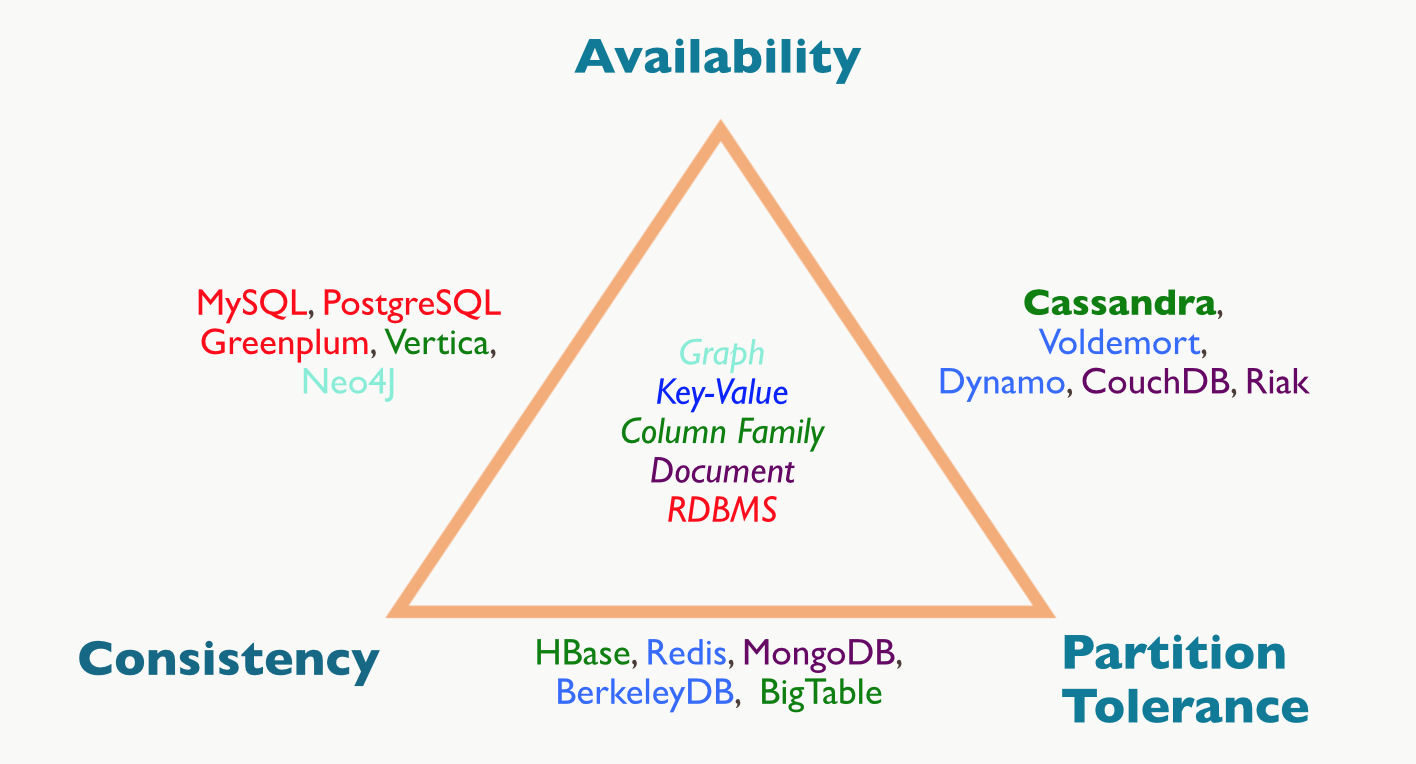 Availability
MySQL, PostgreSQL
Greenplum, Vertica,
Neo4J
Graph
Key-Value
Column Family
Document
RDBMS
Cassandra,
Voldemort,
Dynamo, CouchDB, Riak
Consistency
HBase, Redis, MongoDB,
BerkeleyDB, BigTable
Partition
Tolerance